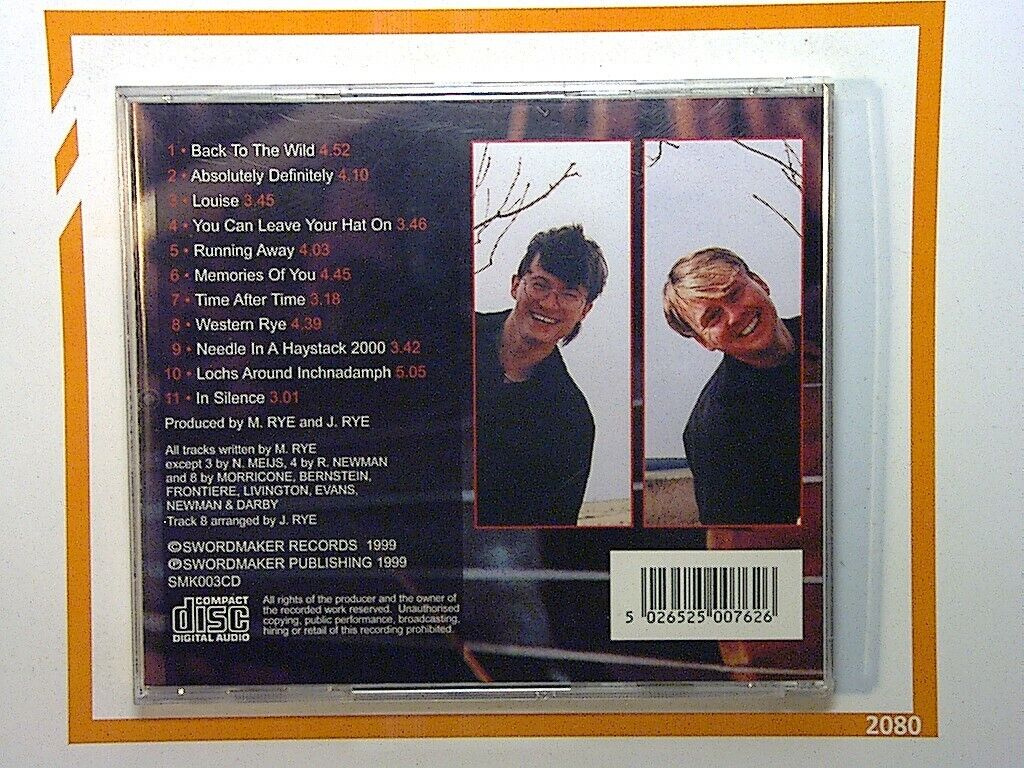 1 • Back To The Wild 4.52
2 • Absolutely Definitely 4.10
3 • Louise 3.45
4 • You Can Leave Your Hat On 3.46
5 • Running Away 4.03
6 • Memories Of You 4.45
7 • Time After Time 3.18
8 • Western Rye 4.39
9 • Needle In A Haystack 2000 3.42
10 • Lochs Around Inchnadamph 5.05
11 • In Silence 3.01
Produced by M. RYE and J. RYE
All tracks written by M. RYE
except 3 by N. MEIJS, 4 by R. NEWMAN
and 8 by MORRICONE, BERNSTEIN,
FRONTIERE, LIVINGTON, EVANS,
NEWMAN & DARBY
·Track 8 arranged by J. RYE
©SWORDMAKER RECORDS 1999
℗SWORDMAKER PUBLISHING 1999
SMK003CD
COMPACT
disc
DIGITAL AUDIO
All rights of the producer and the owner of
the recorded work reserved. Unauthorised
copying, public performance, broadcasting,
hiring or retail of this recording prohibited.
5 026525 007626
2080